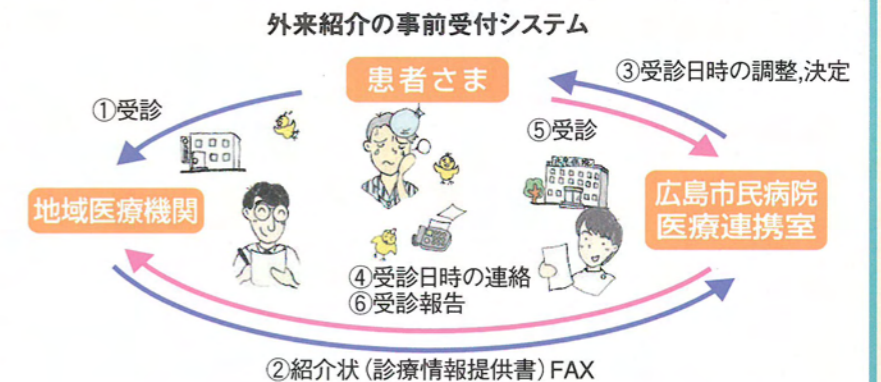 外来紹介の事前受付システム
患者さま
③受診日時の調整,決定
①受診
⑤受診
地域医療機関
広島市民病院
医療連携室
④受診日時の連絡
⑥受診報告
②紹介状(診療情報提供書)FAX